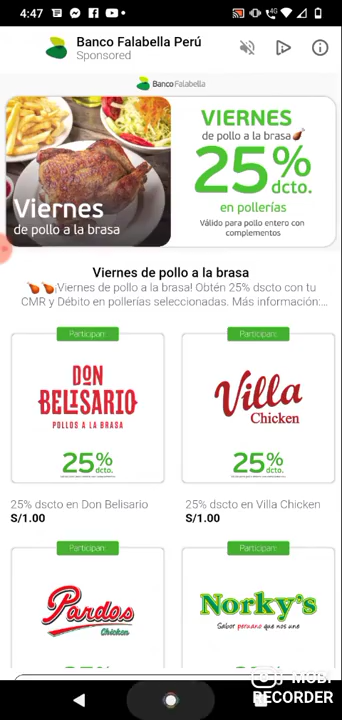 4:47
4G
Banco Falabella Perú
Sponsored
Banco Falabella
Viernes
de pollo a la brasa
VIERNES
de pollo a la brasa🍗
25% dcto.
en pollerías
Válido para pollo entero con
complementos
Viernes de pollo a la brasa
🍗🍗¡Viernes de pollo a la brasa! Obtén 25% dscto con tu
CMR y Débito en pollerías seleccionadas. Más información:...
Participan:
DON
BELISARIO
POLLOS A LA BRASA
25% dcto.
25% dscto en Don Belisario
S/1.00
Participan:
Villa
Chicken
25% dcto.
25% dscto en Villa Chicken
S/1.00
Participan:
Pardos
Chicken
Participan:
Norky's
Sabor peruano que nos une
MOBI
RECORDER